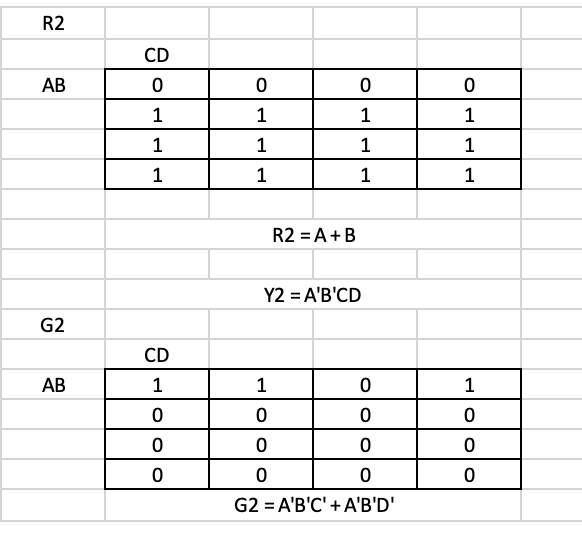 R2
CD
AB 0 0 0 0
1 1 1 1
1 1 1 1
1 1 1 1
R2 = A + B
Y2 = A'B'CD
G2
CD
AB 1 1 0 1
0 0 0 0
0 0 0 0
0 0 0 0
G2 = A'B'C' + A'B'D'